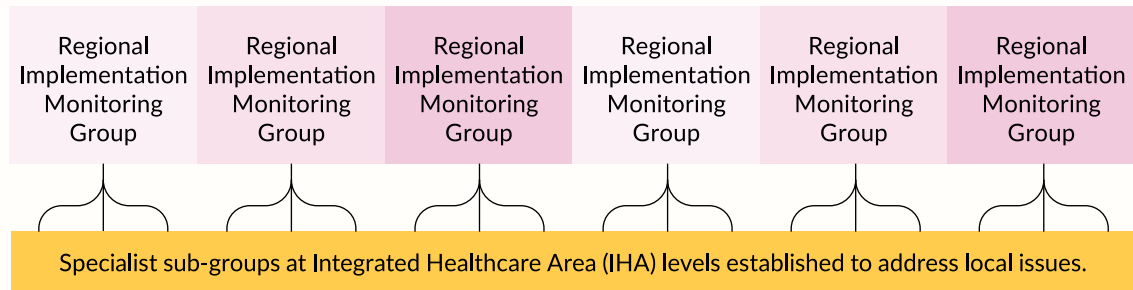 Regional
Implementation
Monitoring
Group
Regional
Implementation
Monitoring
Group
Regional
Implementation
Monitoring
Group
Regional
Implementation
Monitoring
Group
Regional
Implementation
Monitoring
Group
Regional
Implementation
Monitoring
Group
Specialist sub-groups at Integrated Healthcare Area (IHA) levels established to address local issues.